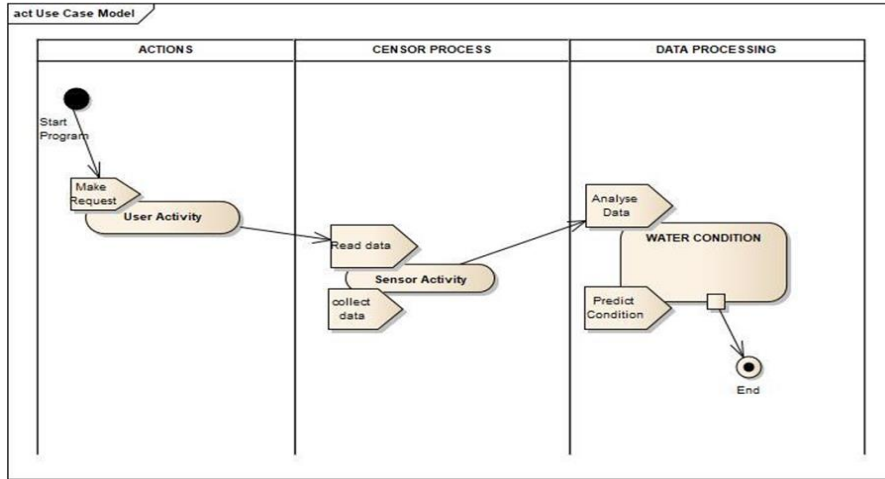 act Use Case Model
ACTIONS
CENSOR PROCESS
DATA PROCESSING
Start
Program
Make
Request
User Activity
Read data
Sensor Activity
collect
data
Analyse
Data
WATER CONDITION
Predict
Condition
End